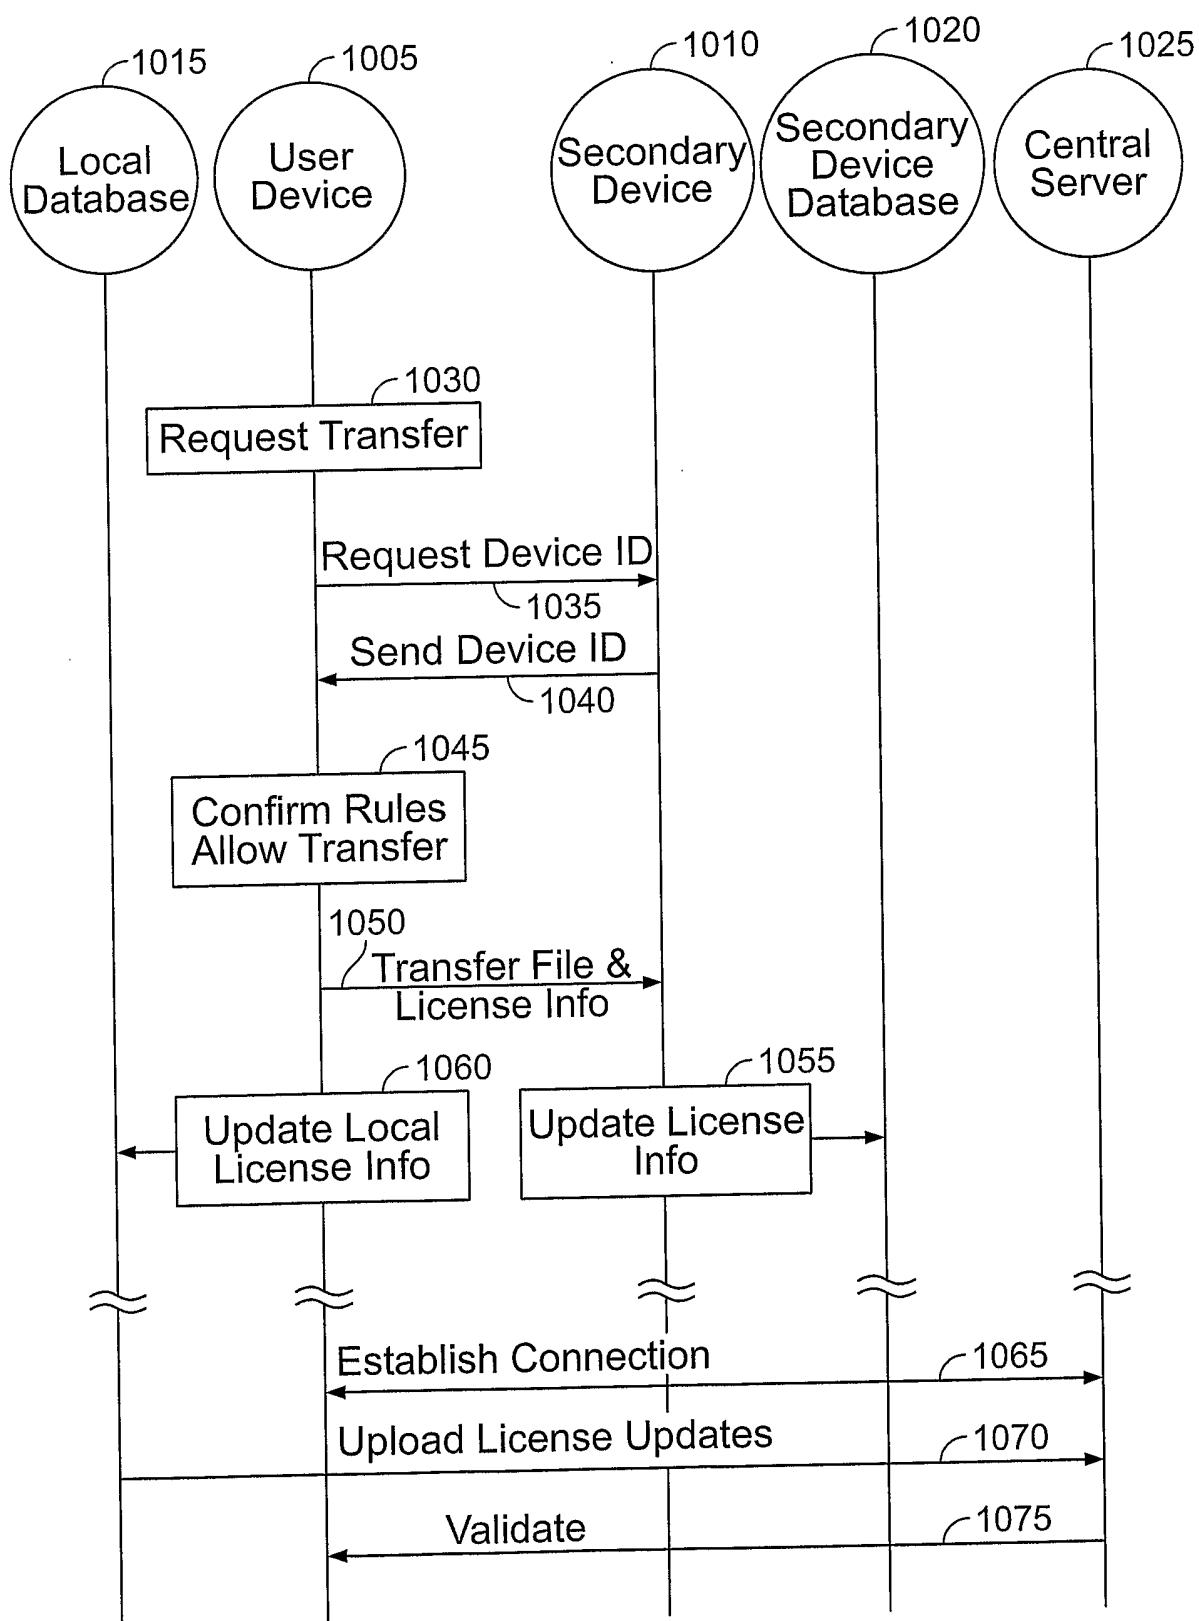 1015
1005
1010
1020
1025
Local
Database
User
Device
Secondary
Device
Secondary
Device
Database
Central
Server
1030
Request Transfer
Request Device ID
1035
Send Device ID
1040
1045
Confirm Rules
Allow Transfer
1050
Transfer File &
License Info
1060
Update Local
License Info
1055
Update License
Info
Establish Connection
1065
Upload License Updates
1070
Validate
1075